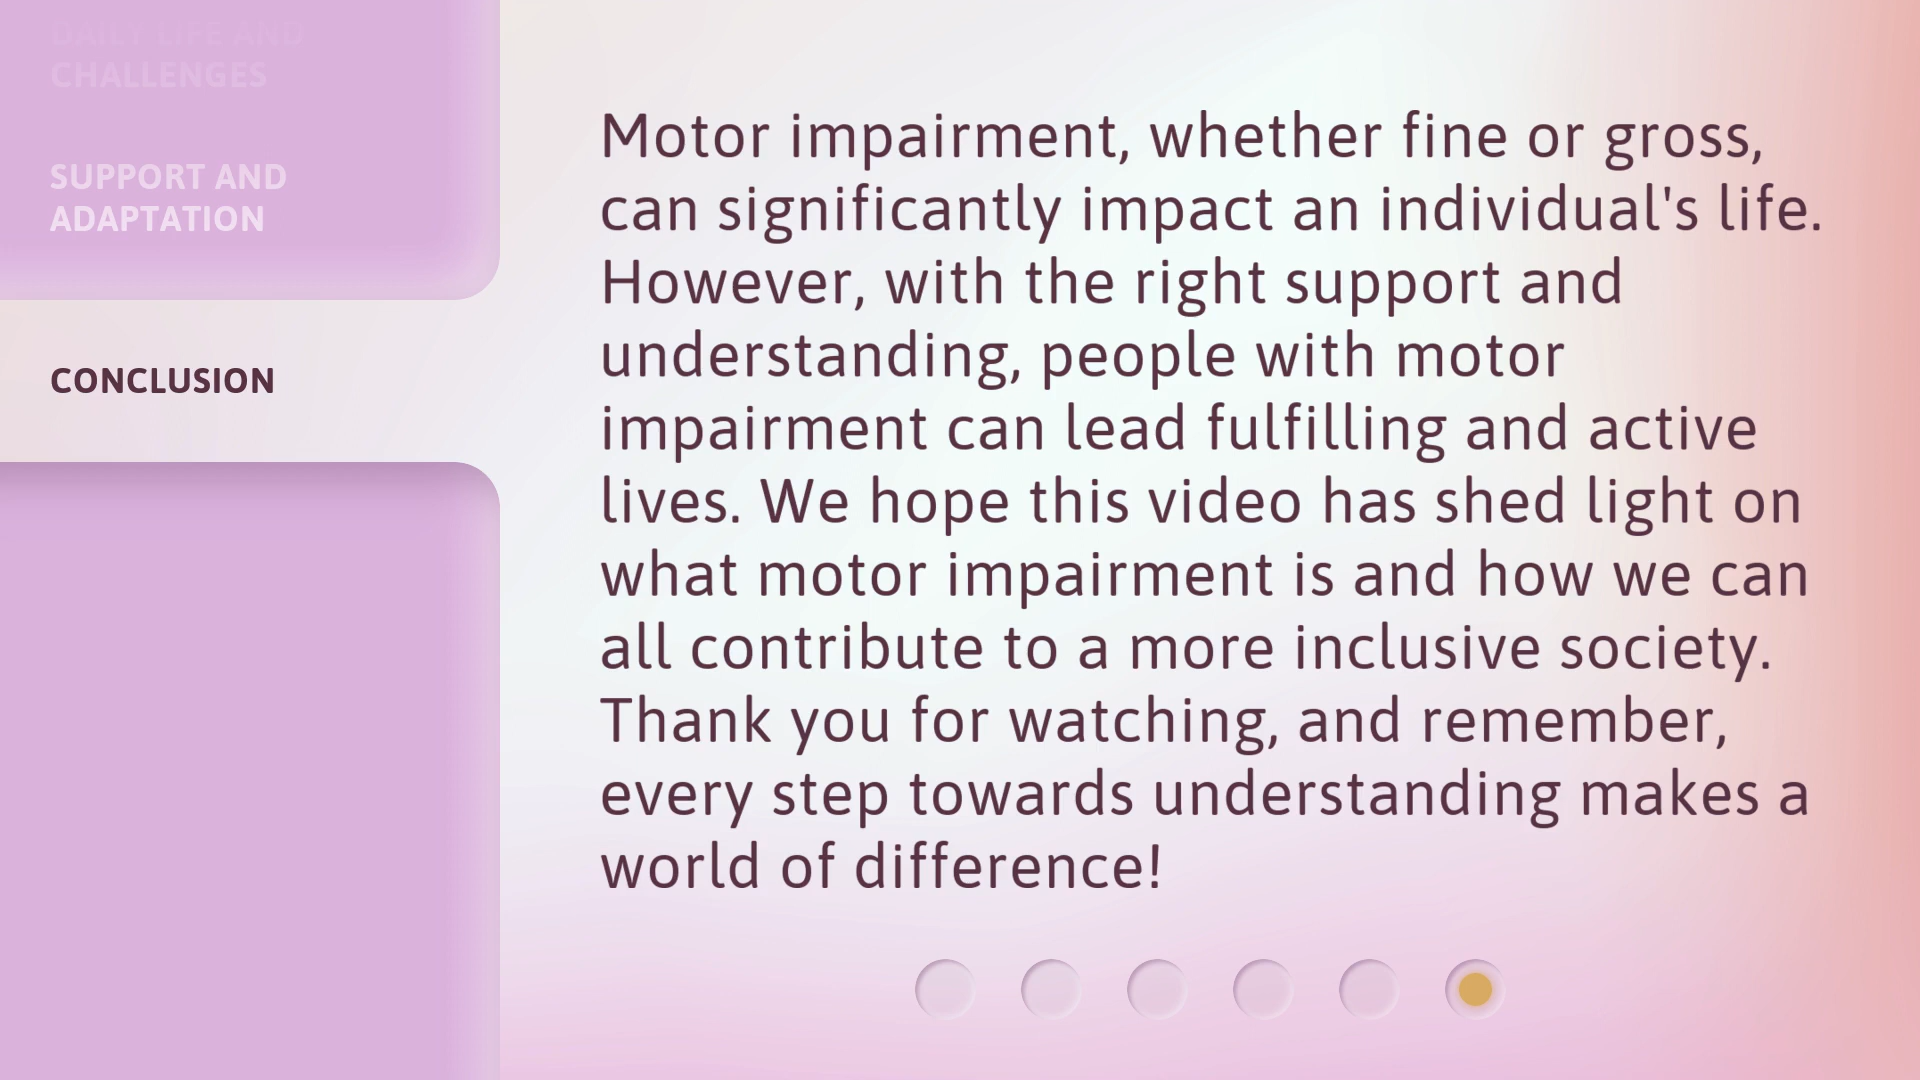 DAILY LIFE AND
CHALLENGES
SUPPORT AND
ADAPTATION
CONCLUSION
Motor impairment, whether fine or gross,
can significantly impact an individual's life.
However, with the right support and
understanding, people with motor
impairment can lead fulfilling and active
lives. We hope this video has shed light on
what motor impairment is and how we can
all contribute to a more inclusive society.
Thank you for watching, and remember,
every step towards understanding makes a
world of difference!